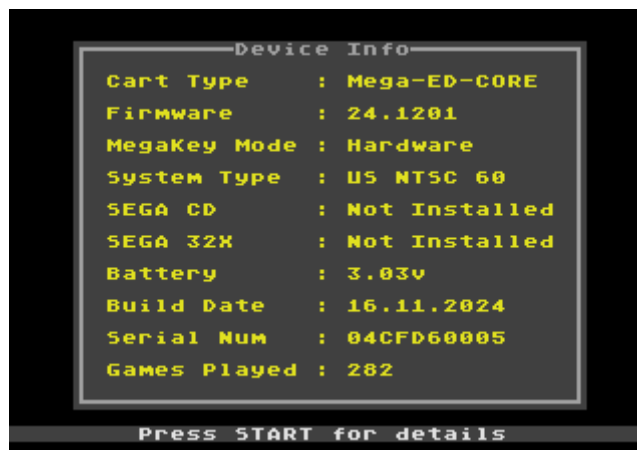 Device Info
Cart Type : Mega-ED-CORE
Firmware : 24.1201
MegaKey Mode : Hardware
System Type : US NTSC 60
SEGA CD : Not Installed
SEGA 32X : Not Installed
Battery : 3.03v
Build Date : 16.11.2024
Serial Num : 04CFD60005
Games Played : 282
Press START for details